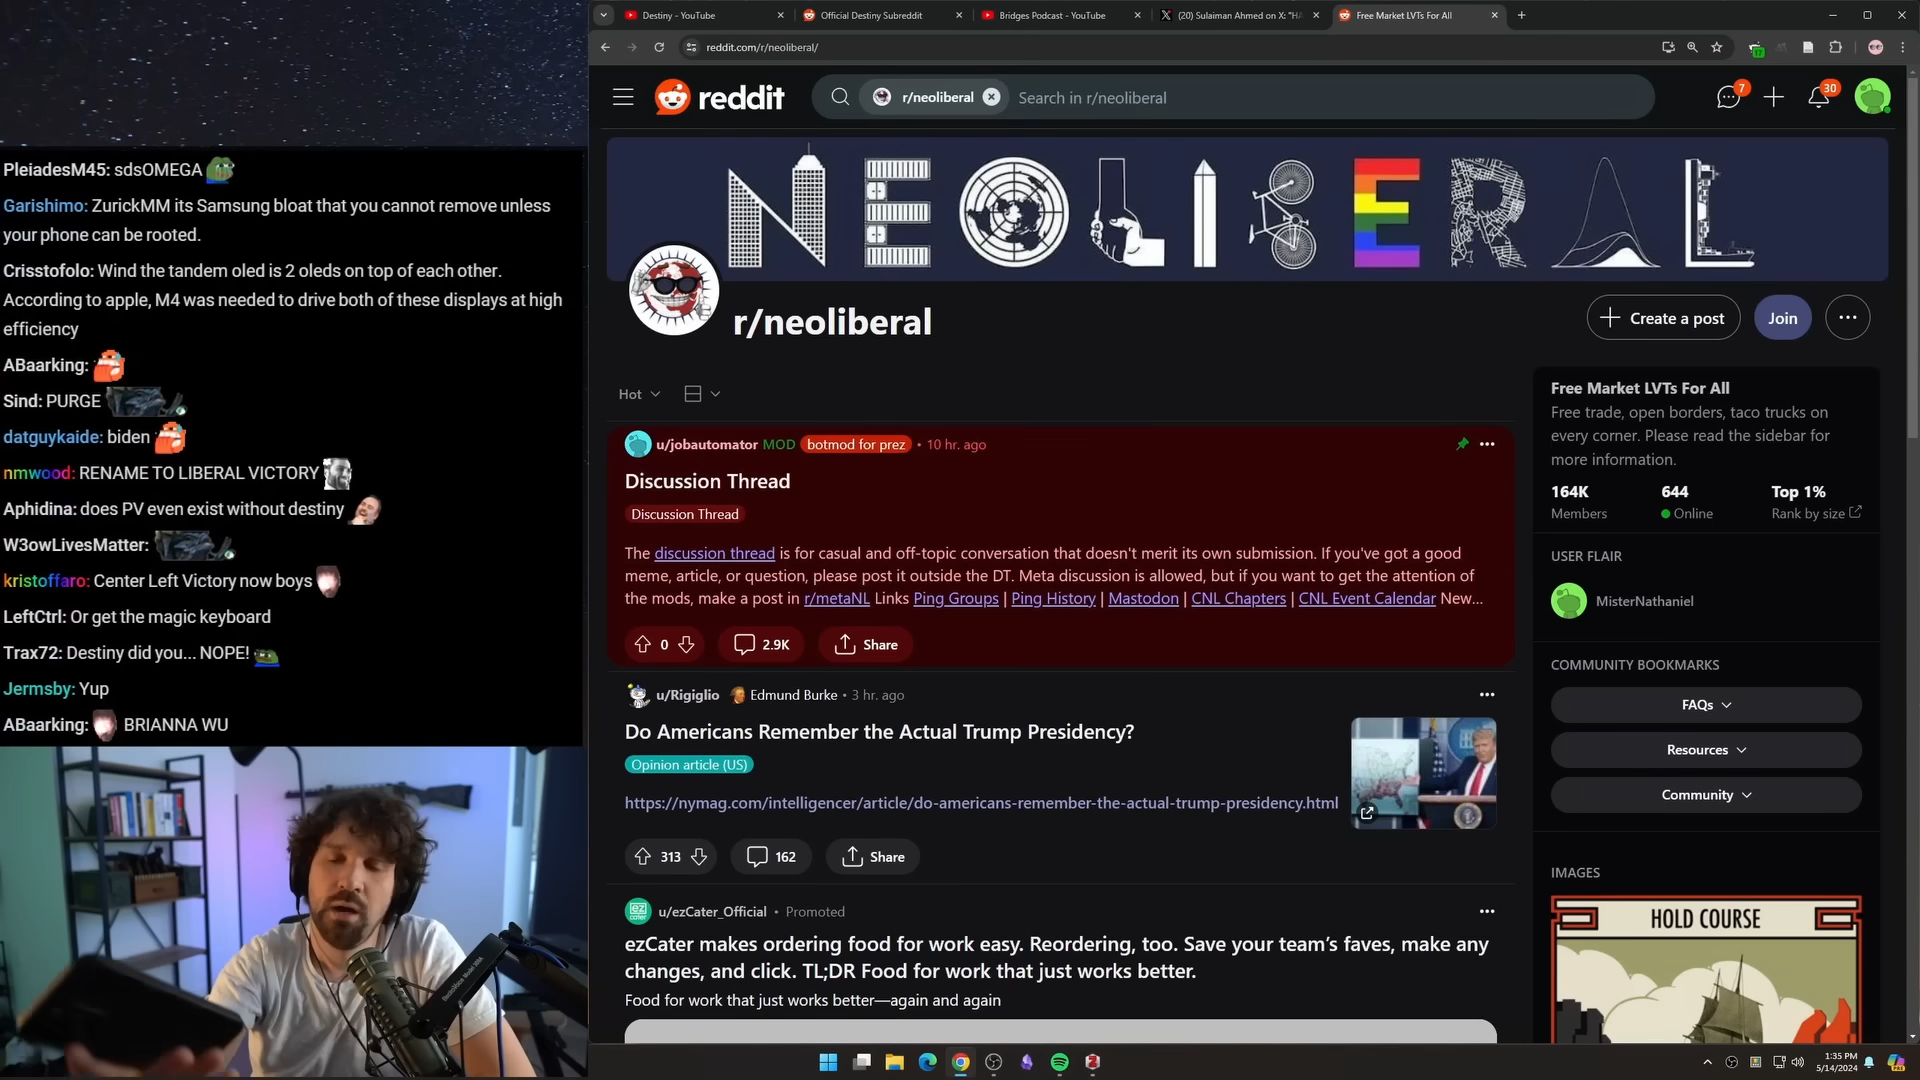 Destiny - YouTube
Official Destiny Subreddit
Bridges Podcast - YouTube
(20) Sulaiman Ahmed on X: "HA
Free Market LVTs For All
reddit.com/r/neoliberal/
reddit
r/neoliberal
Search in r/neoliberal
7
30
NEOLIBERAL
r/neoliberal
Create a post
Join
Hot
PleiadesM45: sdsOMEGA
Garishimo: ZurickMM its Samsung bloat that you cannot remove unless
your phone can be rooted.
Crisstofolo: Wind the tandem oled is 2 oleds on top of each other.
According to apple, M4 was needed to drive both of these displays at high
efficiency
ABaarking:
Sind: PURGE
datguykaide: biden
nmwood: RENAME TO LIBERAL VICTORY
Aphidina: does PV even exist without destiny
W3owLivesMatter:
kristoffaro: Center Left Victory now boys
LeftCtrl: Or get the magic keyboard
Trax72: Destiny did you... NOPE!
Jermsby: Yup
ABaarking: BRIANNA WU
u/jobautomator MOD botmod for prez • 10 hr. ago
Discussion Thread
Discussion Thread
The discussion thread is for casual and off-topic conversation that doesn't merit its own submission. If you've got a good
meme, article, or question, please post it outside the DT. Meta discussion is allowed, but if you want to get the attention of
the mods, make a post in r/metaNL Links Ping Groups | Ping History | Mastodon | CNL Chapters | CNL Event Calendar New...
0
2.9K
Share
u/Rigiglio Edmund Burke • 3 hr. ago
Do Americans Remember the Actual Trump Presidency?
Opinion article (US)
https://nymag.com/intelligencer/article/do-americans-remember-the-actual-trump-presidency.html
313
162
Share
ez
cater
u/ezCater_Official • Promoted
ezCater makes ordering food for work easy. Reordering, too. Save your team's faves, make any
changes, and click. TL;DR Food for work that just works better.
Food for work that just works better—again and again
Free Market LVTs For All
Free trade, open borders, taco trucks on
every corner. Please read the sidebar for
more information.
164K
644
Top 1%
Members
Online
Rank by size
USER FLAIR
MisterNathaniel
COMMUNITY BOOKMARKS
FAQs
Resources
Community
IMAGES
HOLD COURSE
1:35 PM
5/14/2024